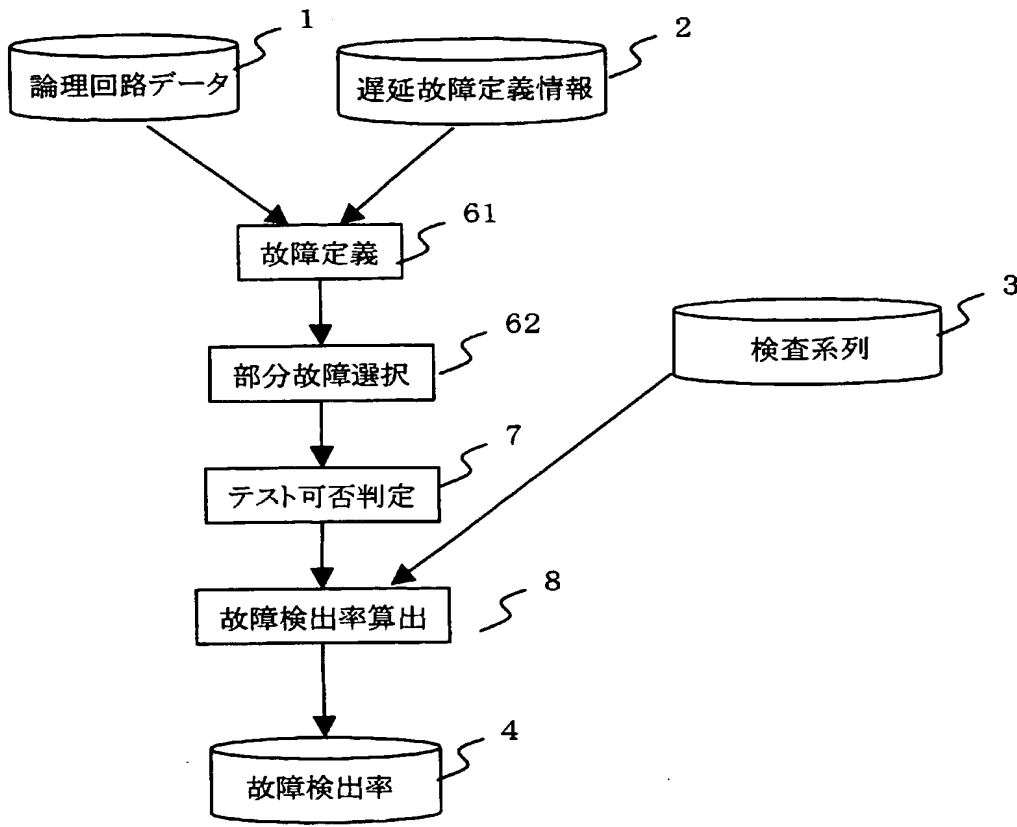 1
論理回路データ
2
遅延故障定義情報
61
故障定義
62
部分故障選択
3
検査系列
7
テスト可否判定
8
故障検出率算出
4
故障検出率